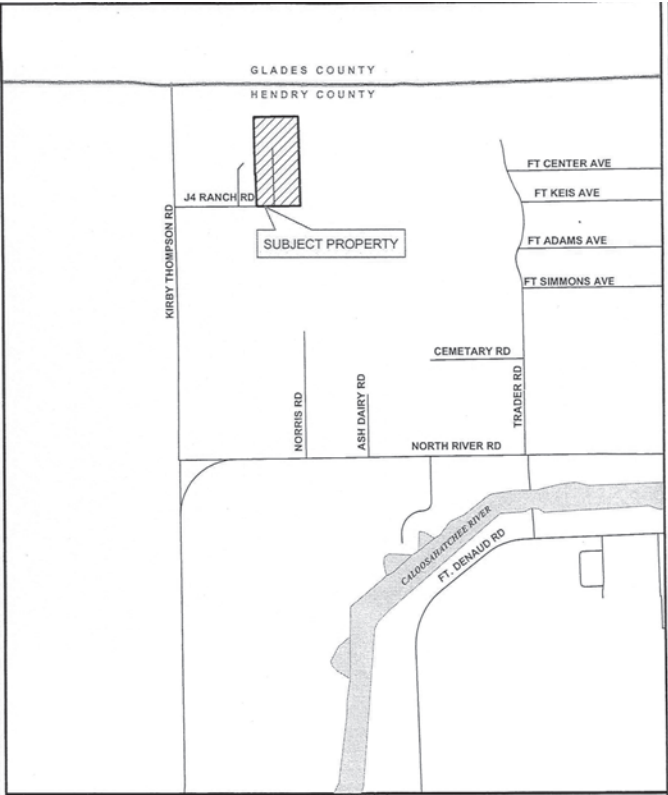 GLADES COUNTY
HENDRY COUNTY
FT CENTER AVE
J4 RANCH RD
FT KEIS AVE
KIRBY THOMPSON RD
SUBJECT PROPERTY
FT ADAMS AVE
FT SIMMONS AVE
CEMETARY RD
NORRIS RD
ASH DAIRY RD
TRADER RD
NORTH RIVER RD
CALOOSAHATCHEE RIVER
FT. DENAUD RD